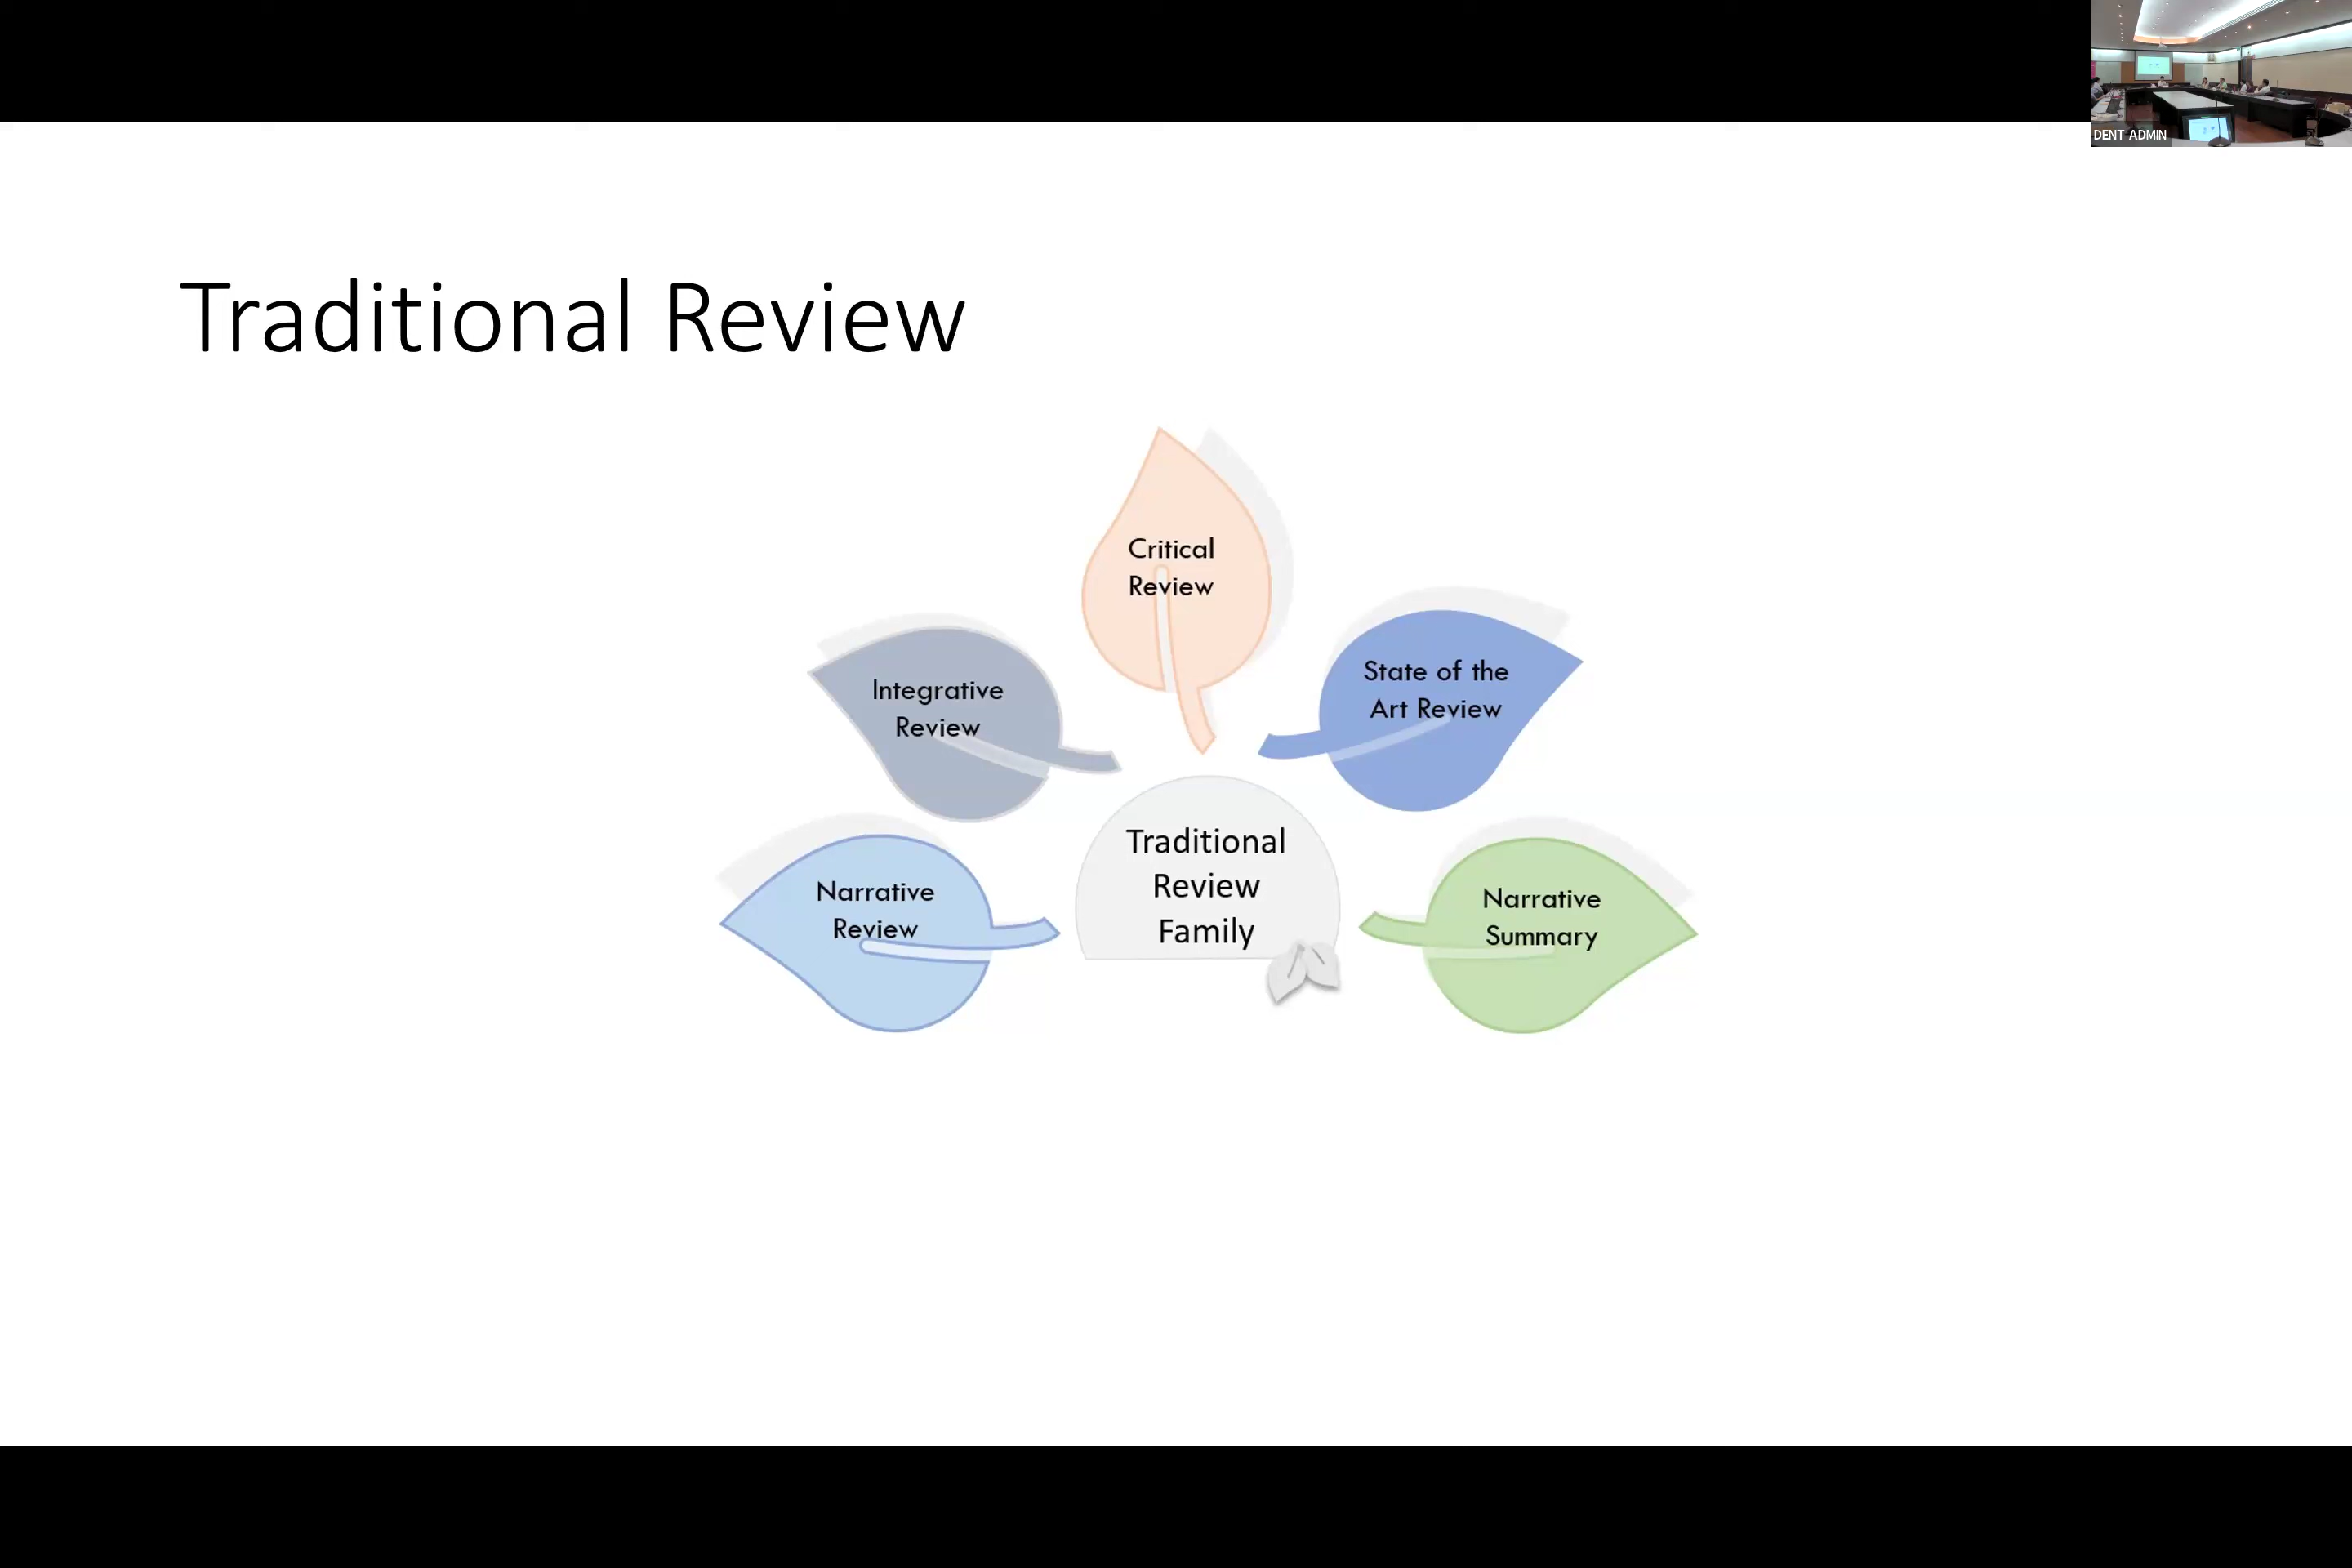 DENT ADMIN
Traditional Review
Critical
Review
Integrative
Review
State of the
Art Review
Narrative
Review
Traditional
Review
Family
Narrative
Summary